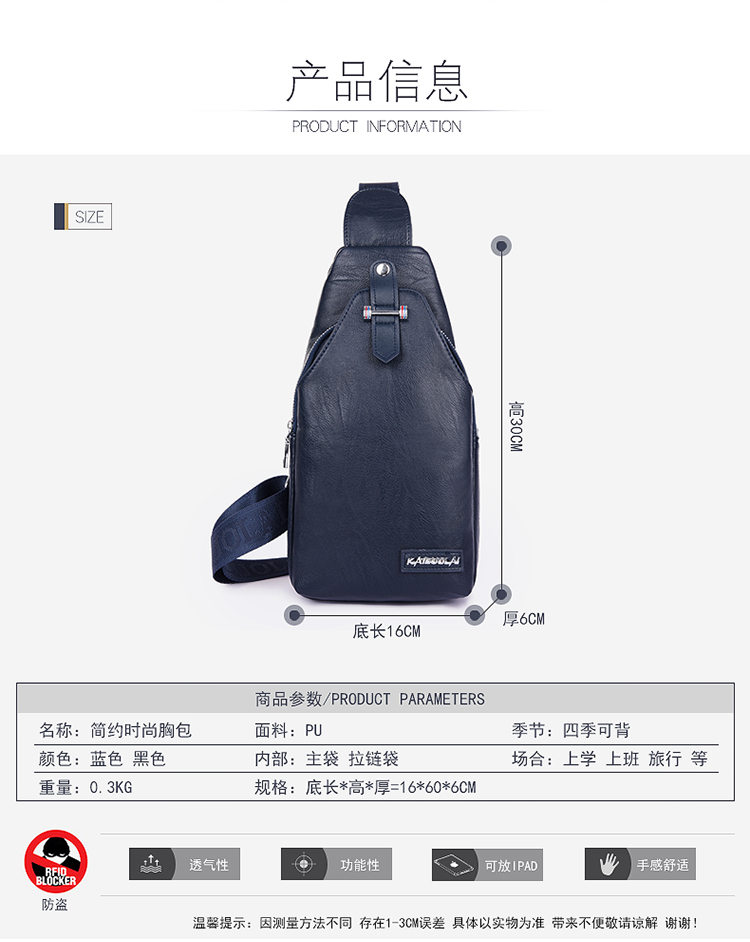 产品信息
PRODUCT INFORMATION
SIZE
高30CM
KAIBUOLAI
底长16CM
厚6CM
商品参数/PRODUCT PARAMETERS
名称：简约时尚胸包 面料：PU 季节：四季可背
颜色：蓝色 黑色 内部：主袋 拉链袋 场合：上学 上班 旅行 等
重量：0.3KG 规格：底长*高*厚=16*60*6CM
RFID
BLOCKER
防盗
透气性 功能性 可放IPAD 手感舒适
温馨提示：因测量方法不同 存在1-3CM误差 具体以实物为准 带来不便敬请谅解 谢谢！